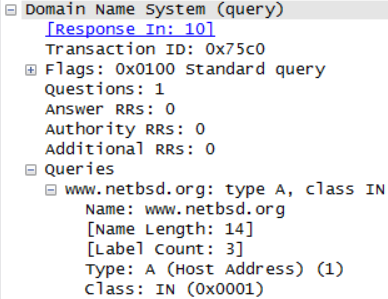 Domain Name System (query)
[Response In: 10]
Transaction ID: 0x75c0
Flags: 0x0100 Standard query
Questions: 1
Answer RRs: 0
Authority RRs: 0
Additional RRs: 0
Queries
www.netbsd.org: type A, class IN
Name: www.netbsd.org
[Name Length: 14]
[Label Count: 3]
Type: A (Host Address) (1)
Class: IN (0x0001)